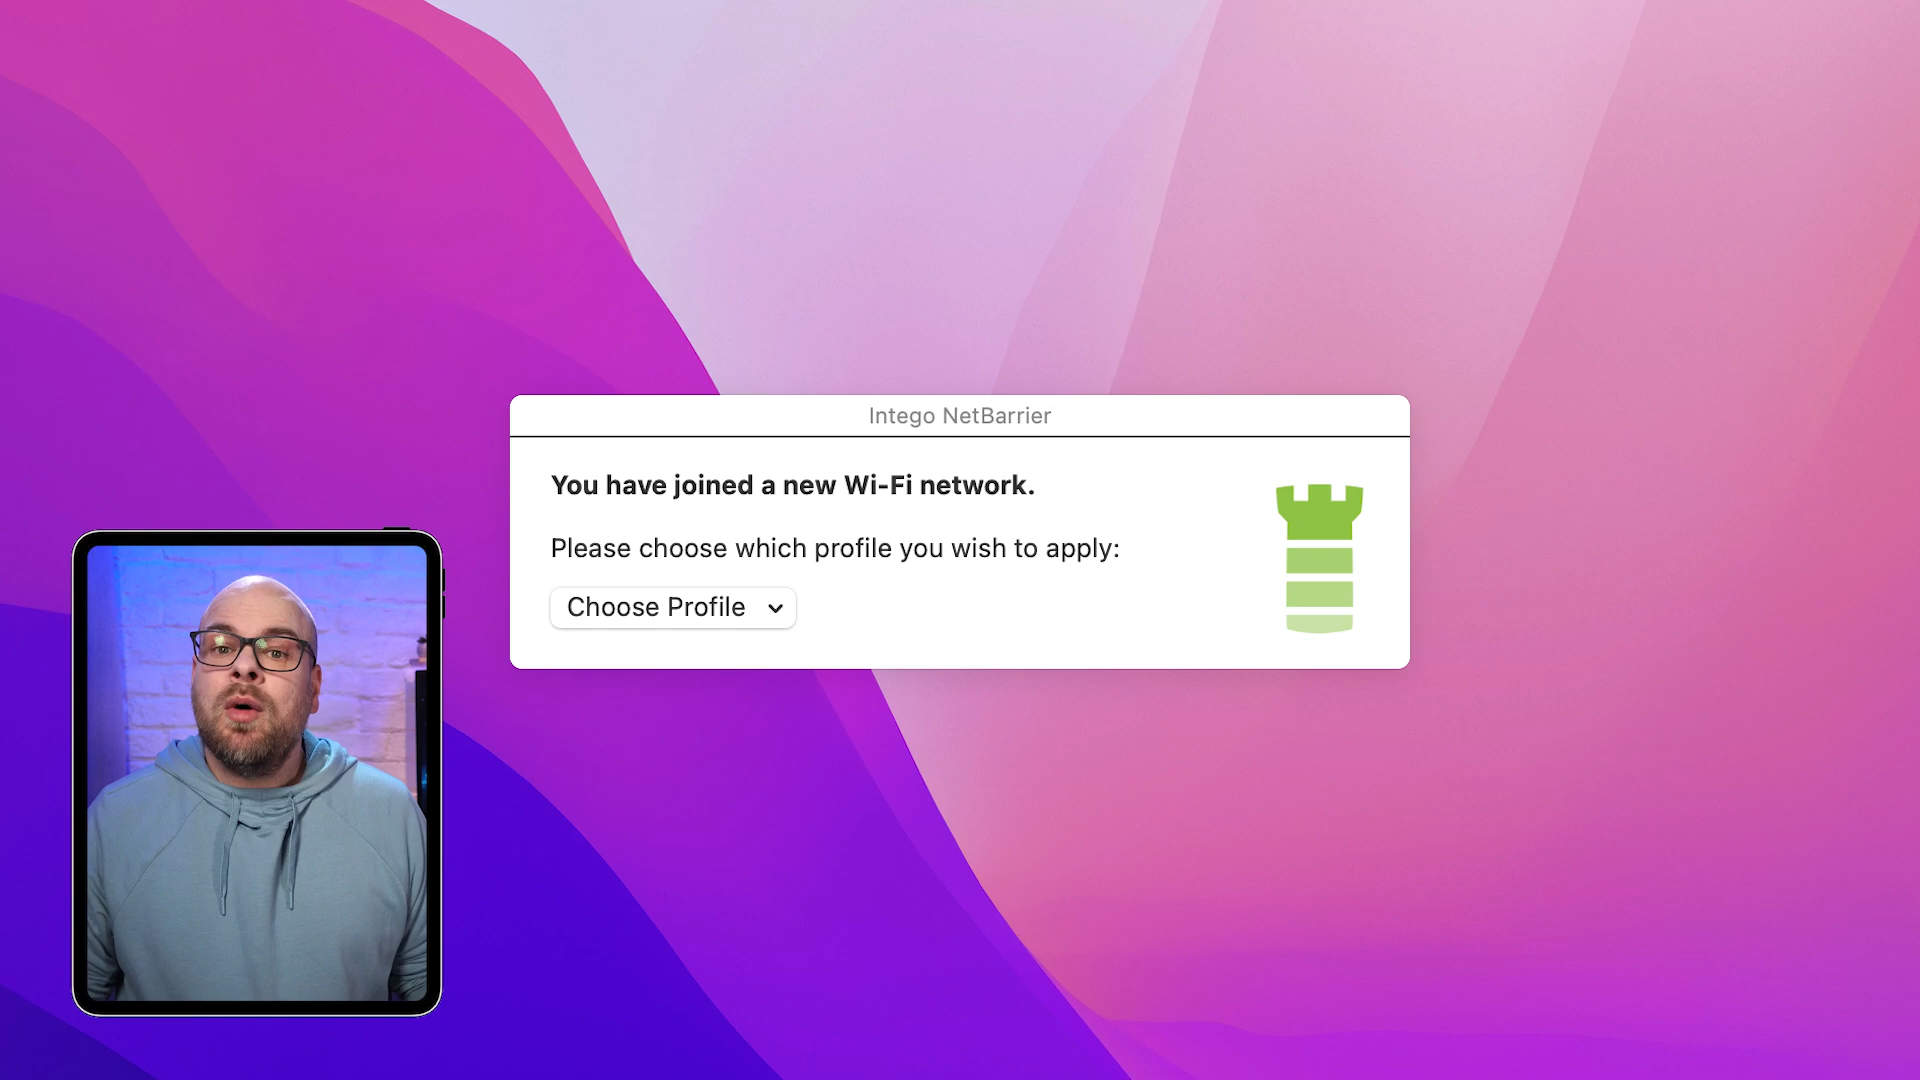 Intego NetBarrier
You have joined a new Wi-Fi network.
Please choose which profile you wish to apply:
Choose Profile